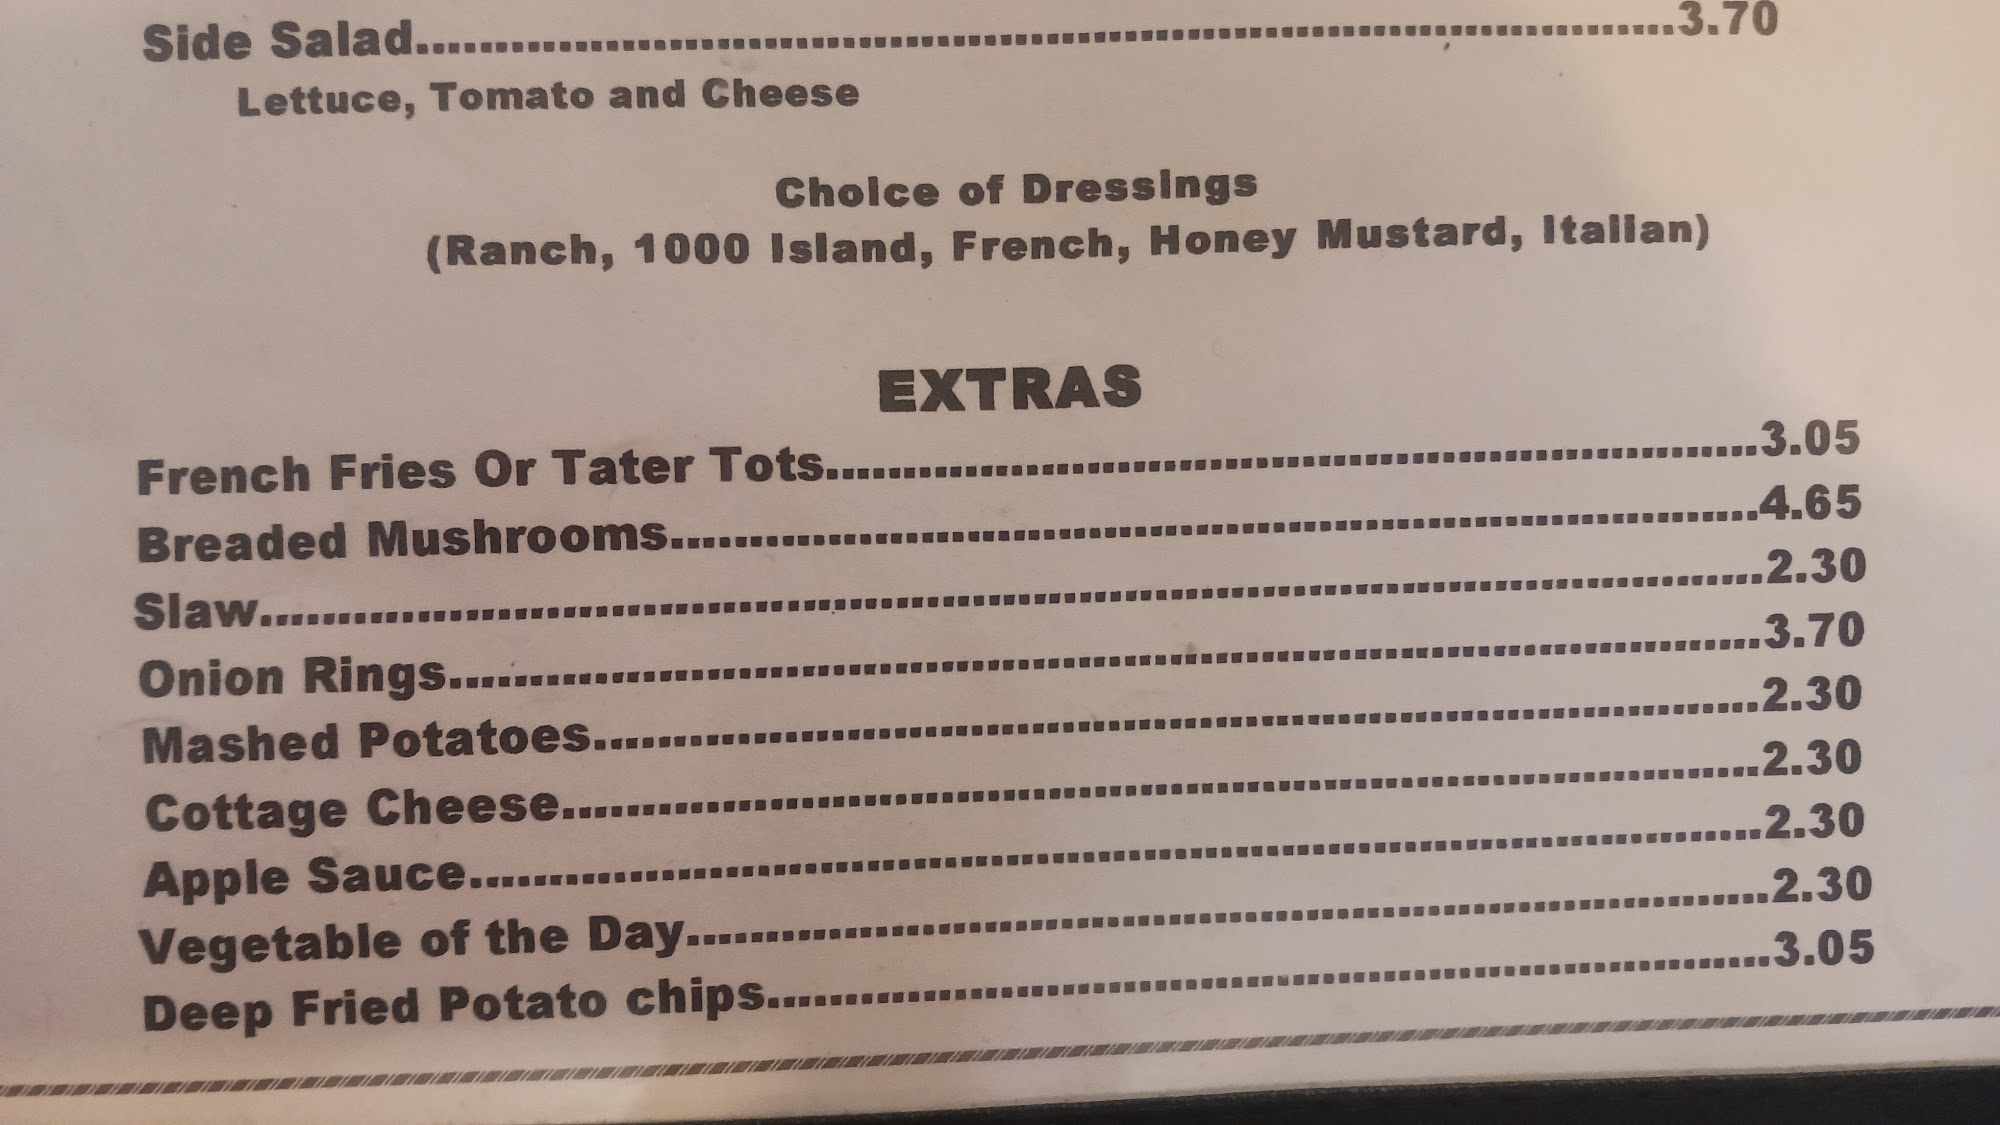 Side Salad.......................................................................................3.70
Lettuce, Tomato and Cheese
Choice of Dressings
(Ranch, 1000 Island, French, Honey Mustard, Italian)
EXTRAS
French Fries Or Tater Tots................................................................3.05
Breaded Mushrooms............................................................................4.65
Slaw....................................................................................................2.30
Onion Rings.........................................................................................3.70
Mashed Potatoes.................................................................................2.30
Cottage Cheese...................................................................................2.30
Apple Sauce.........................................................................................2.30
Vegetable of the Day...........................................................................2.30
Deep Fried Potato chips......................................................................3.05